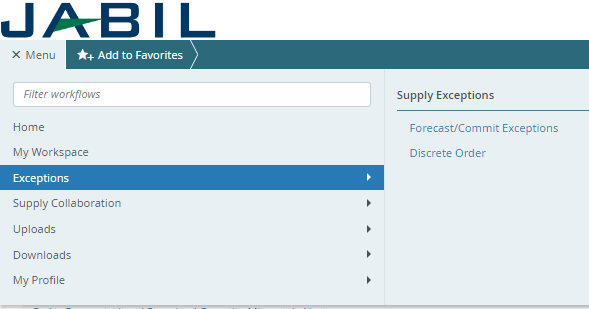 JABIL
Menu
Add to Favorites
Filter workflows
Home
My Workspace
Exceptions
Supply Collaboration
Uploads
Downloads
My Profile
Supply Exceptions
Forecast/Commit Exceptions
Discrete Order